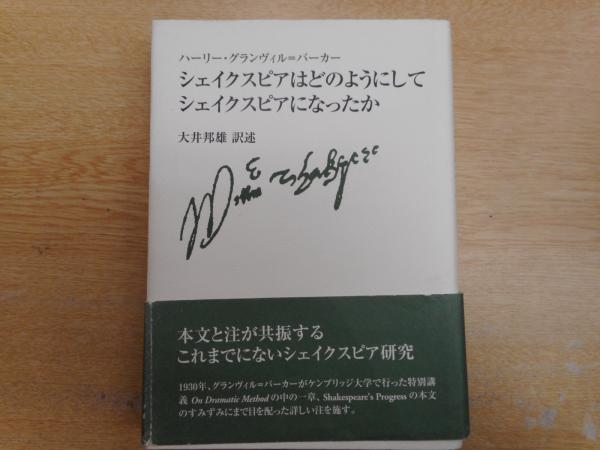 ハーリー・グランヴィル=バーカー
シェイクスピアはどのようにして
シェイクスピアになったか
大井邦雄 訳述
本文と注が共振する
これまでにないシェイクスピア研究
1930年、グランヴィル=バーカーがケンブリッジ大学で行った特別講
義 On Dramatic Method の中の一章、Shakespeare's Progress の本文
のすみずみにまで目を配った詳しい注を施す。